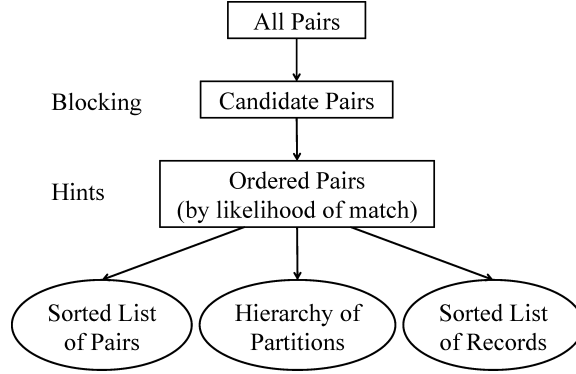 All Pairs
Blocking
Candidate Pairs
Hints
Ordered Pairs
(by likelihood of match)
Sorted List
of Pairs
Hierarchy of
Partitions
Sorted List
of Records